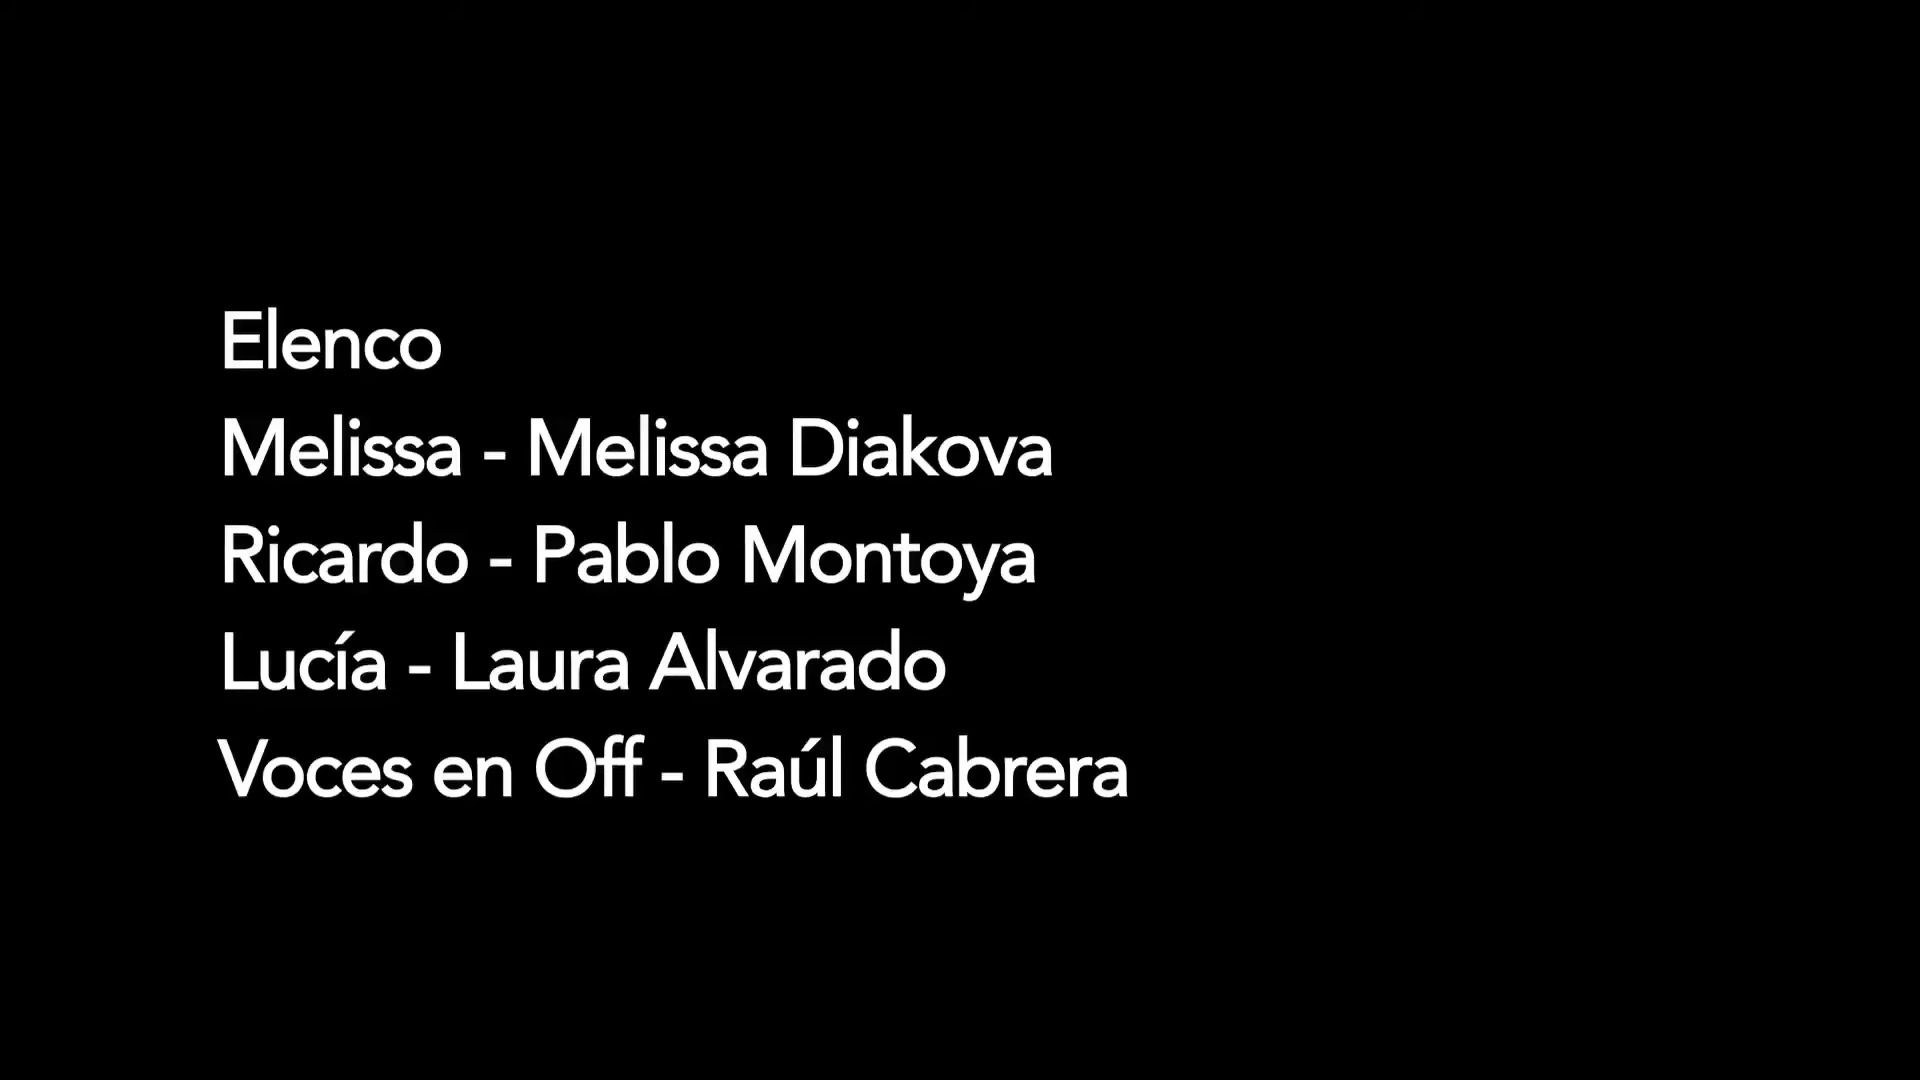 Elenco
Melissa - Melissa Diakova
Ricardo - Pablo Montoya
Lucía - Laura Alvarado
Voces en Off - Raúl Cabrera